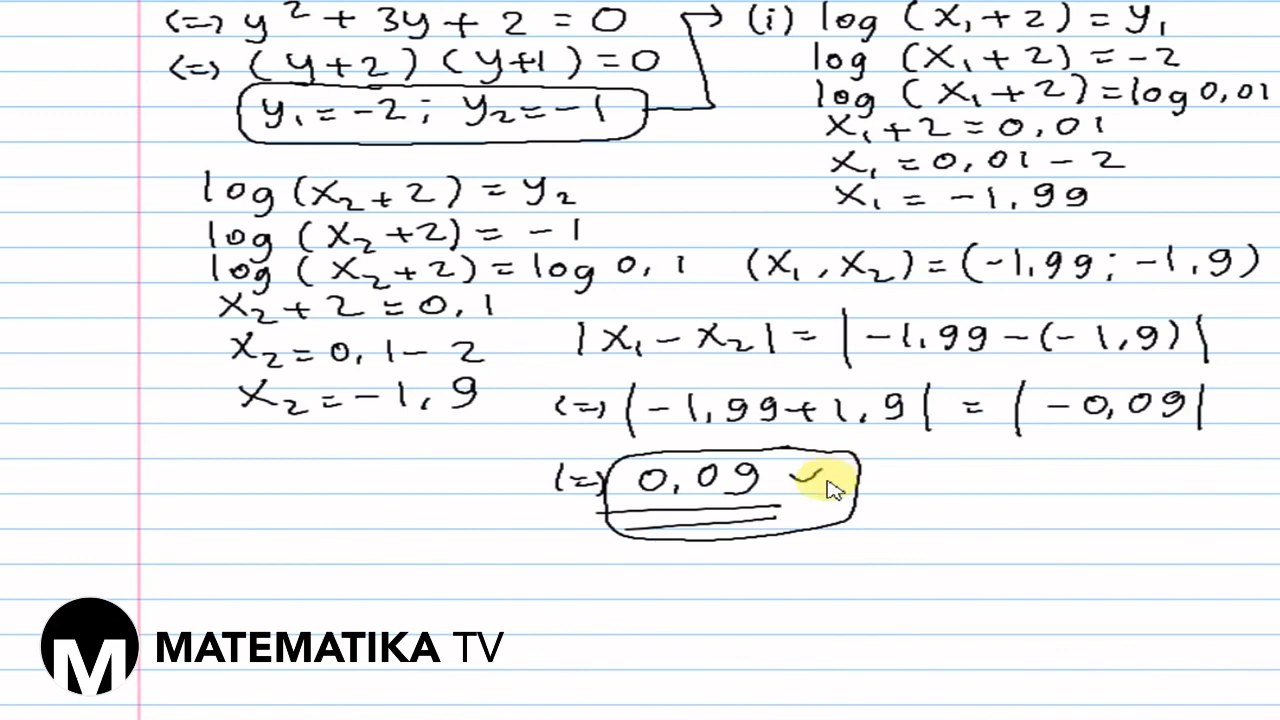 (=) y² + 3y + 2 = 0
(=) (y+2) (y+1) = 0
y₁ = -2 ; y₂ = -1
(i) log (x₁ + 2) = y₁
log (x₁ + 2) = -2
log (x₁ + 2) = log 0,01
x₁ + 2 = 0,01
x₁ = 0,01 - 2
x₁ = -1,99
log (x₂ + 2) = y₂
log (x₂ + 2) = -1
log (x₂ + 2) = log 0,1
x₂ + 2 = 0,1
x₂ = 0,1 - 2
x₂ = -1,9
(x₁, x₂) = (-1,99 ; -1,9)
|x₁ - x₂| = |-1,99 - (-1,9)|
(=) |-1,99 + 1,9| = |-0,09|
(=) 0,09
M MATEMATIKA TV